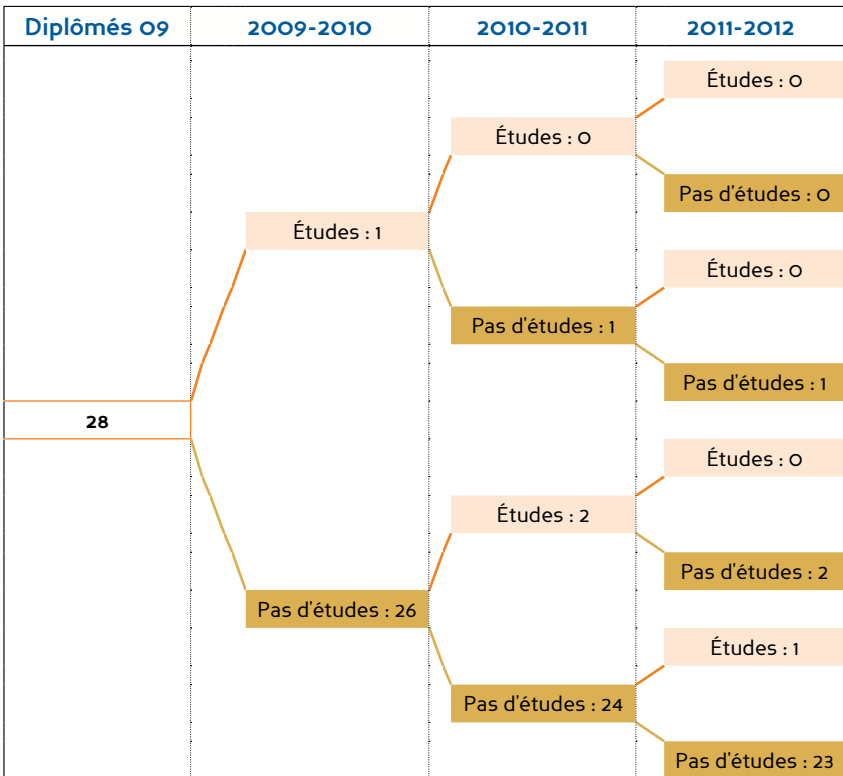 Diplômés 09 2009-2010 2010-2011 2011-2012
Études : 0
Études : 0
Pas d'études : 0
Études : 1
Études : 0
Pas d'études : 1
Pas d'études : 1
28
Études : 0
Études : 2
Pas d'études : 2
Pas d'études : 26
Études : 1
Pas d'études : 24
Pas d'études : 23